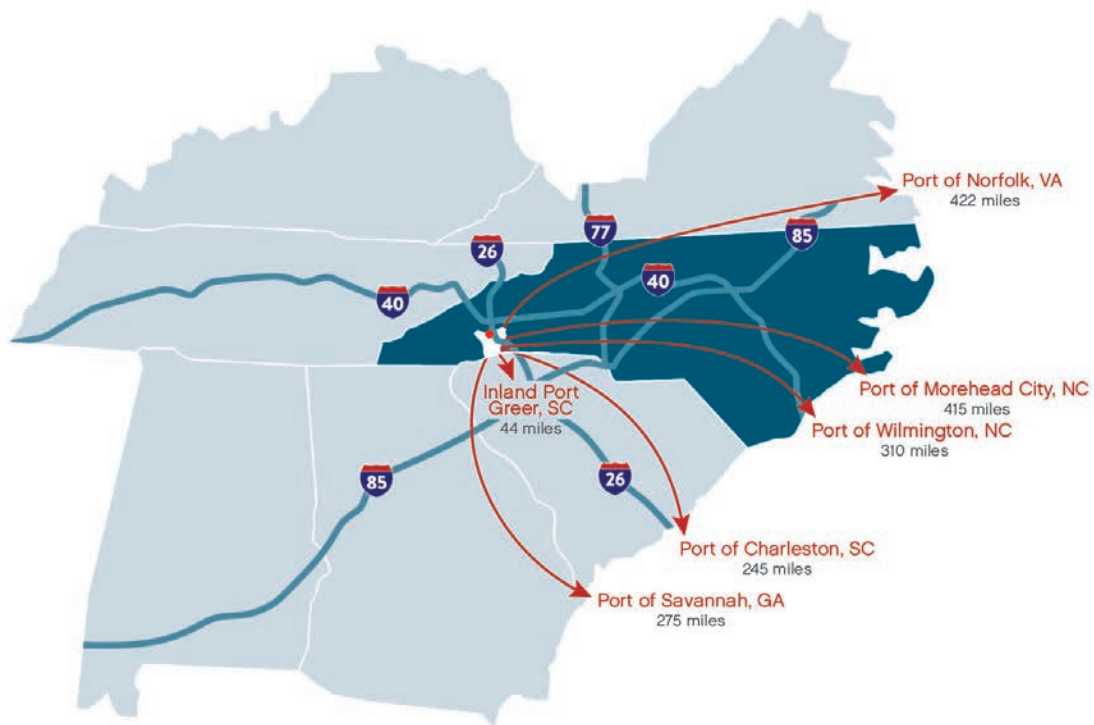 Port of Norfolk, VA
422 miles
77
85
26
40
40
Inland Port
Greer, SC
44 miles
Port of Morehead City, NC
415 miles
Port of Wilmington, NC
310 miles
85
26
Port of Charleston, SC
245 miles
Port of Savannah, GA
275 miles